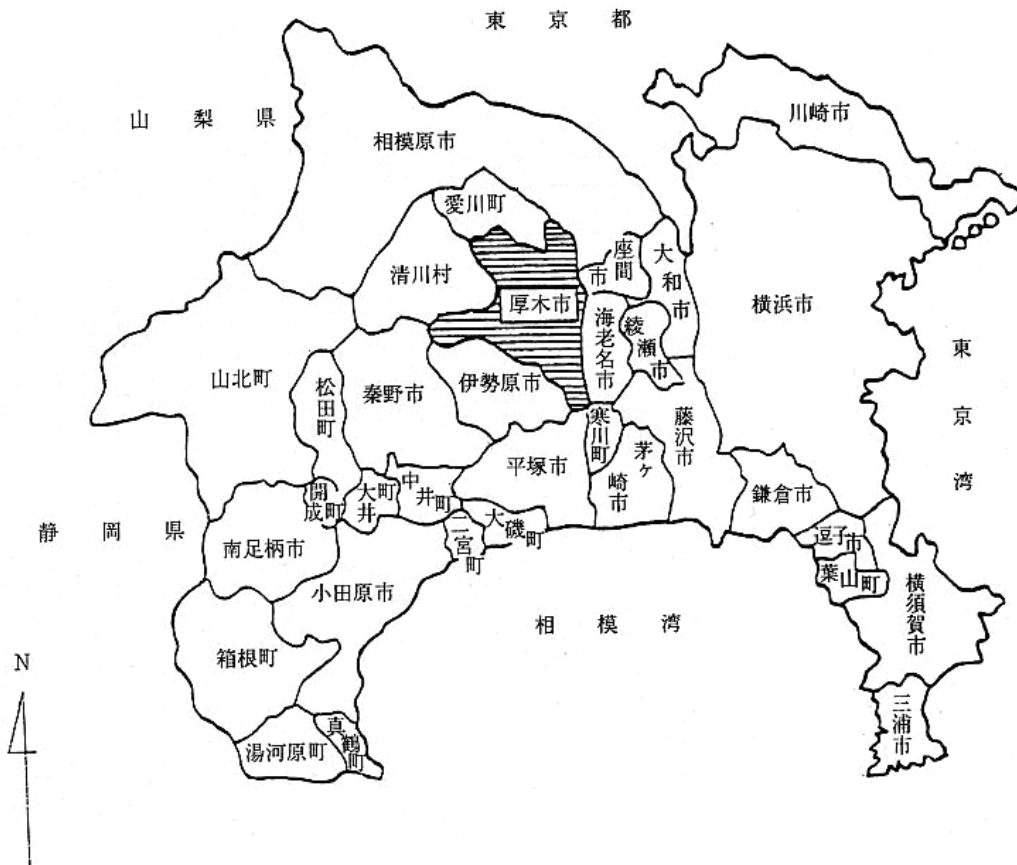 東京都
山梨県
川崎市
相模原市
愛川町
座間市
大和市
清川村
厚木市
横浜市
海老名市
綾瀬市
東京湾
山北町
松田町
秦野市
伊勢原市
寒川町
藤沢市
茅ヶ崎市
平塚市
鎌倉市
開成町
大井町
中井町
静岡県
南足柄市
二宮町
大磯町
逗子市
葉山町
小田原市
横須賀市
相模湾
箱根町
N
三浦市
湯河原町
真鶴町